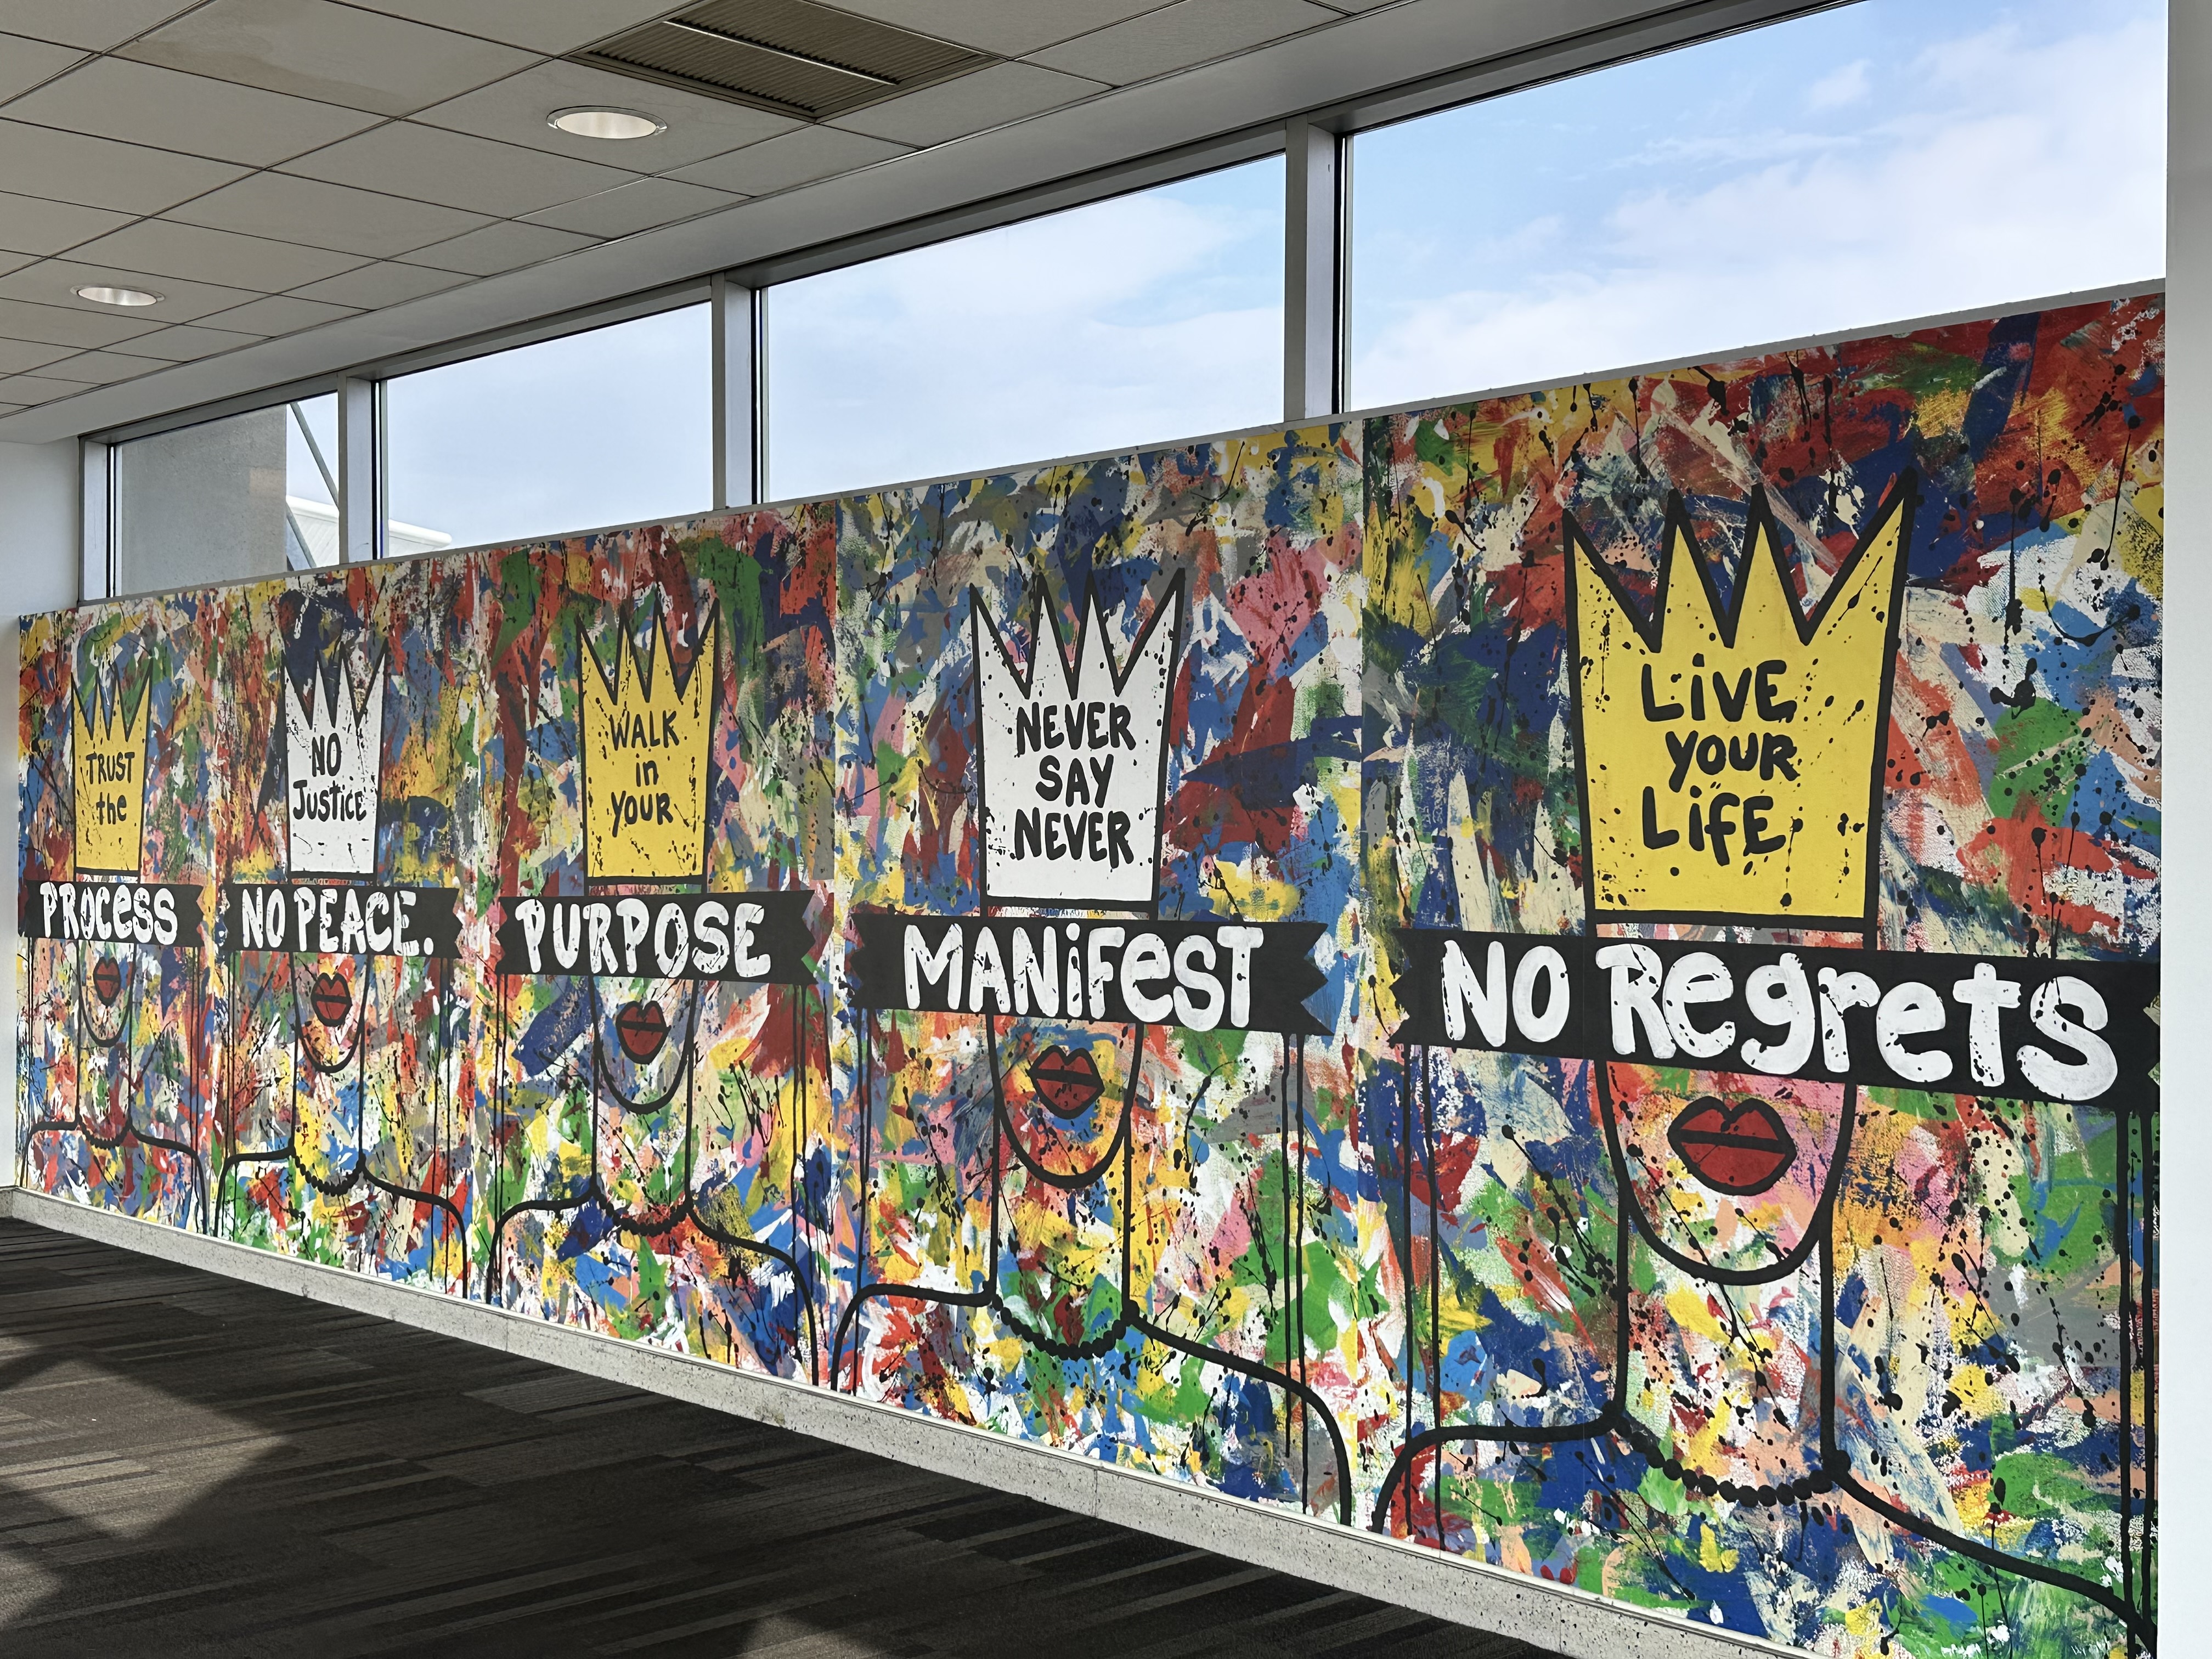 TRUST
the
PROCeSS
NO
JUSTiCE
NO PEACE.
WALK
in
YOUR
PURPOSE
NEVER
SAY
NEVER
MANiFeST
LiVE
YOUR
LiFE
NO Regrets